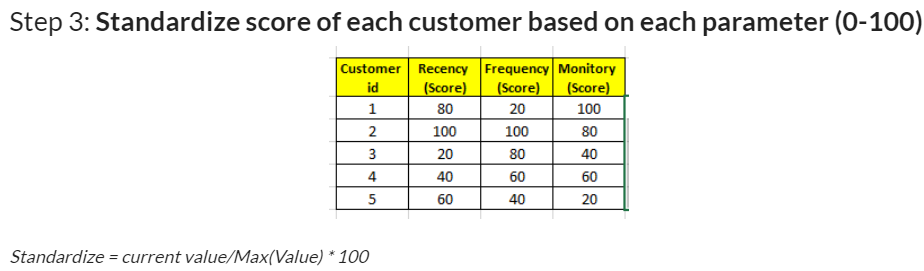 Step 3: Standardize score of each customer based on each parameter (0-100)
Customer id Recency (Score) Frequency (Score) Monitory (Score)
1 80 20 100
2 100 100 80
3 20 80 40
4 40 60 60
5 60 40 20
Standardize = current value/Max(Value) * 100